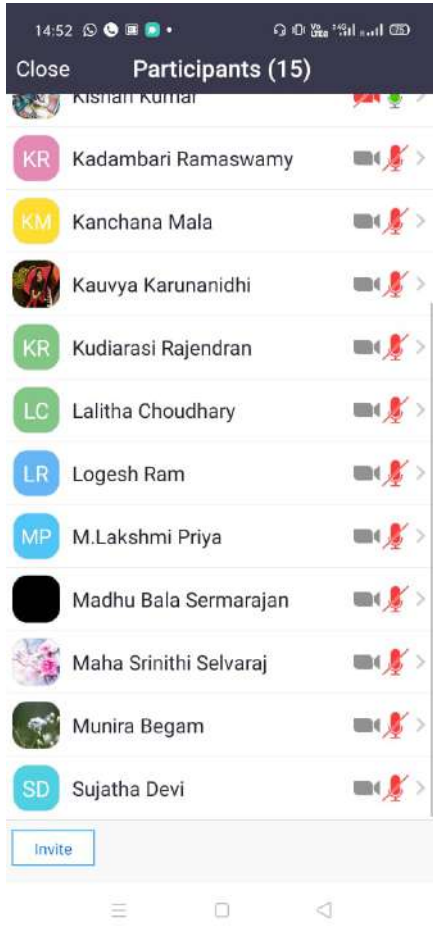 14:52 75
Close Participants (15)
Kishan Kumar
KR Kadambari Ramaswamy
KM Kanchana Mala
Kauvya Karunanidhi
KR Kudiarasi Rajendran
LC Lalitha Choudhary
LR Logesh Ram
MP M.Lakshmi Priya
Madhu Bala Sermarajan
Maha Srinithi Selvaraj
Munira Begam
SD Sujatha Devi
Invite